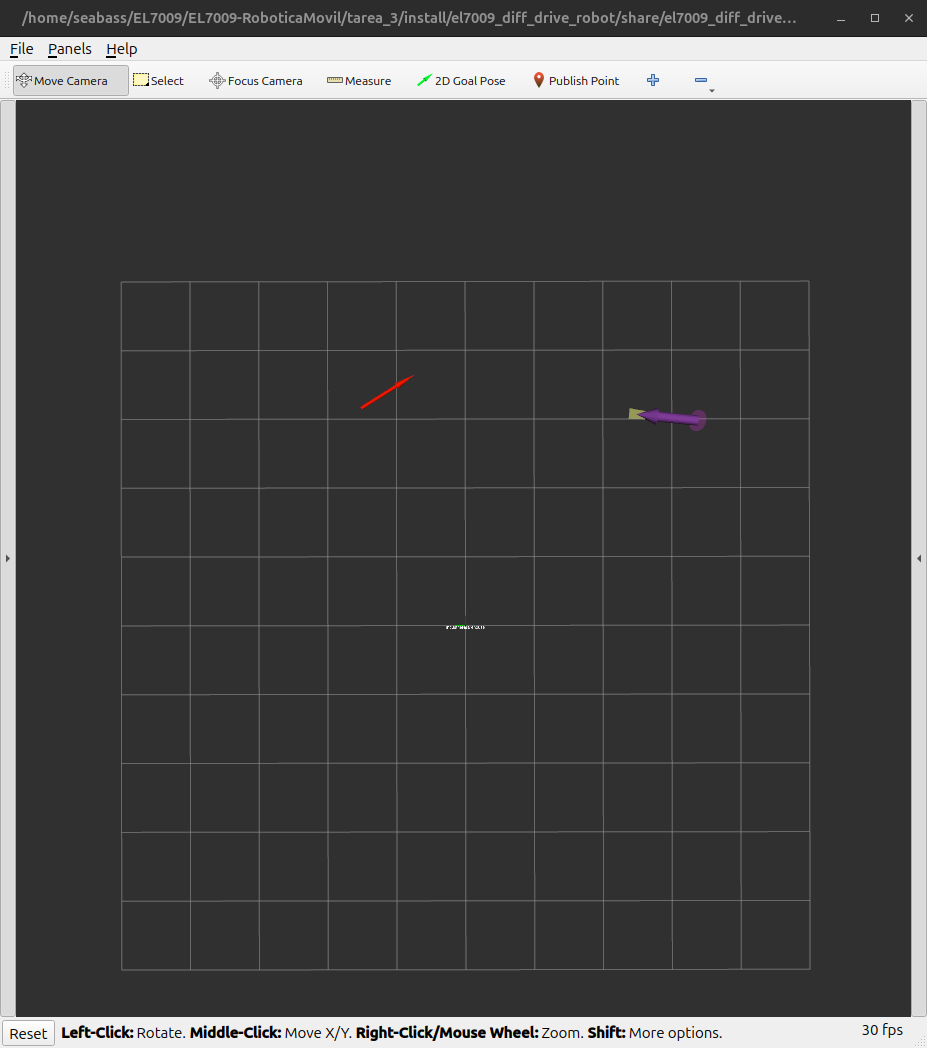 /home/seabass/EL7009/EL7009-RoboticaMovil/tarea_3/install/el7009_diff_drive_robot/share/el7009_diff_drive...
File Panels Help
Move Camera Select Focus Camera Measure 2D Goal Pose Publish Point
Reset Left-Click: Rotate. Middle-Click: Move X/Y. Right-Click/Mouse Wheel: Zoom. Shift: More options. 30 fps